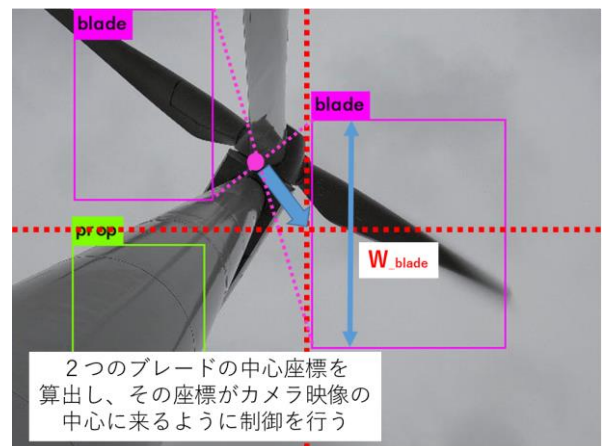 blade
blade
prop
W_blade
２つのブレードの中心座標を
算出し、その座標がカメラ映像の
中心に来るように制御を行う